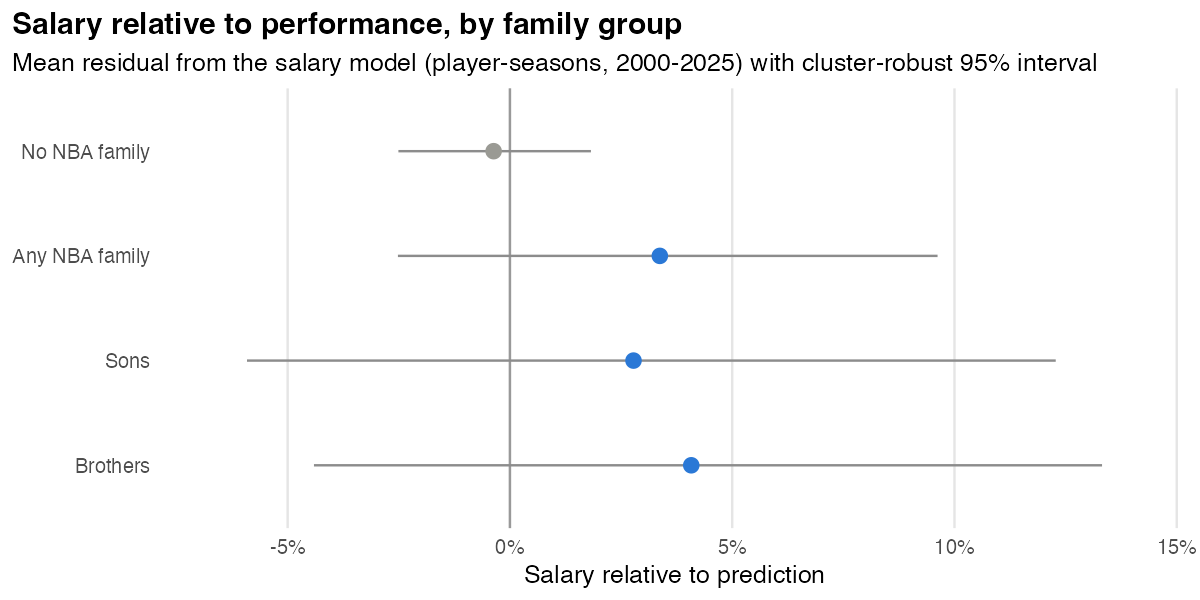 Salary relative to performance, by family group
Mean residual from the salary model (player-seasons, 2000-2025) with cluster-robust 95% interval
No NBA family
Any NBA family
Sons
Brothers
-5%
0%
5%
10%
15%
Salary relative to prediction